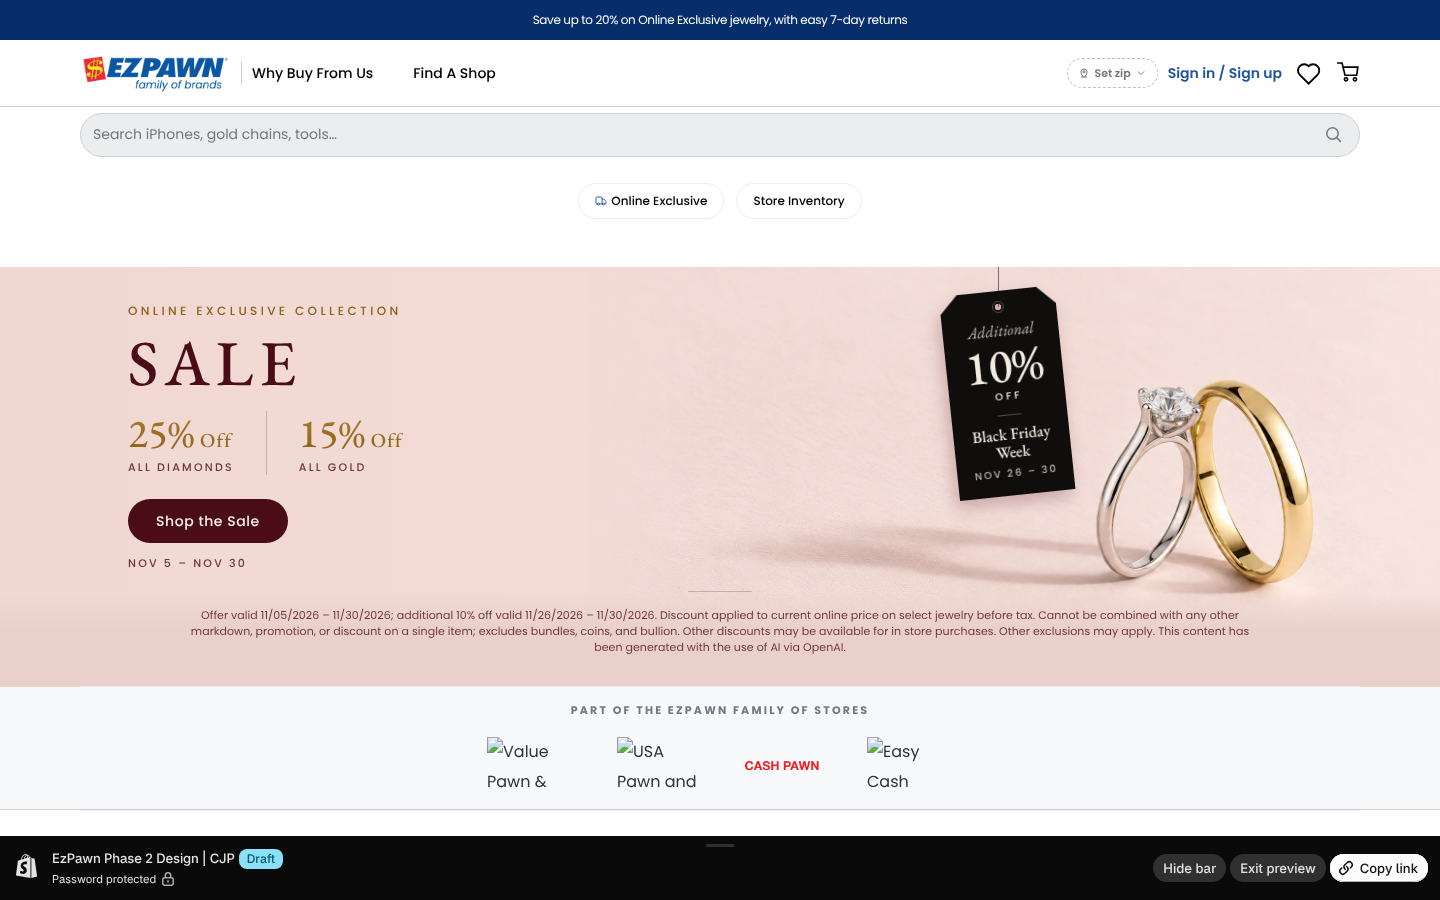 Save up to 20% on Online Exclusive jewelry, with easy 7-day returns
$EZPAWN
family of brands
Why Buy From Us
Find A Shop
Set zip
Sign in / Sign up
Search iPhones, gold chains, tools...
Online Exclusive
Store Inventory
ONLINE EXCLUSIVE COLLECTION
SALE
25% Off
ALL DIAMONDS
15% Off
ALL GOLD
Shop the Sale
NOV 5 – NOV 30
Additional
10%
OFF
Black Friday
Week
NOV 26 – 30
Offer valid 11/05/2026 – 11/30/2026; additional 10% off valid 11/26/2026 – 11/30/2026. Discount applied to current online price on select jewelry before tax. Cannot be combined with any other
markdown, promotion, or discount on a single item; excludes bundles, coins, and bullion. Other discounts may be available for in store purchases. Other exclusions may apply. This content has
been generated with the use of AI via OpenAI.
PART OF THE EZPAWN FAMILY OF STORES
Value
Pawn &
USA
Pawn and
CASH PAWN
Easy
Cash
EzPawn Phase 2 Design | CJP
Draft
Password protected
Hide bar
Exit preview
Copy link